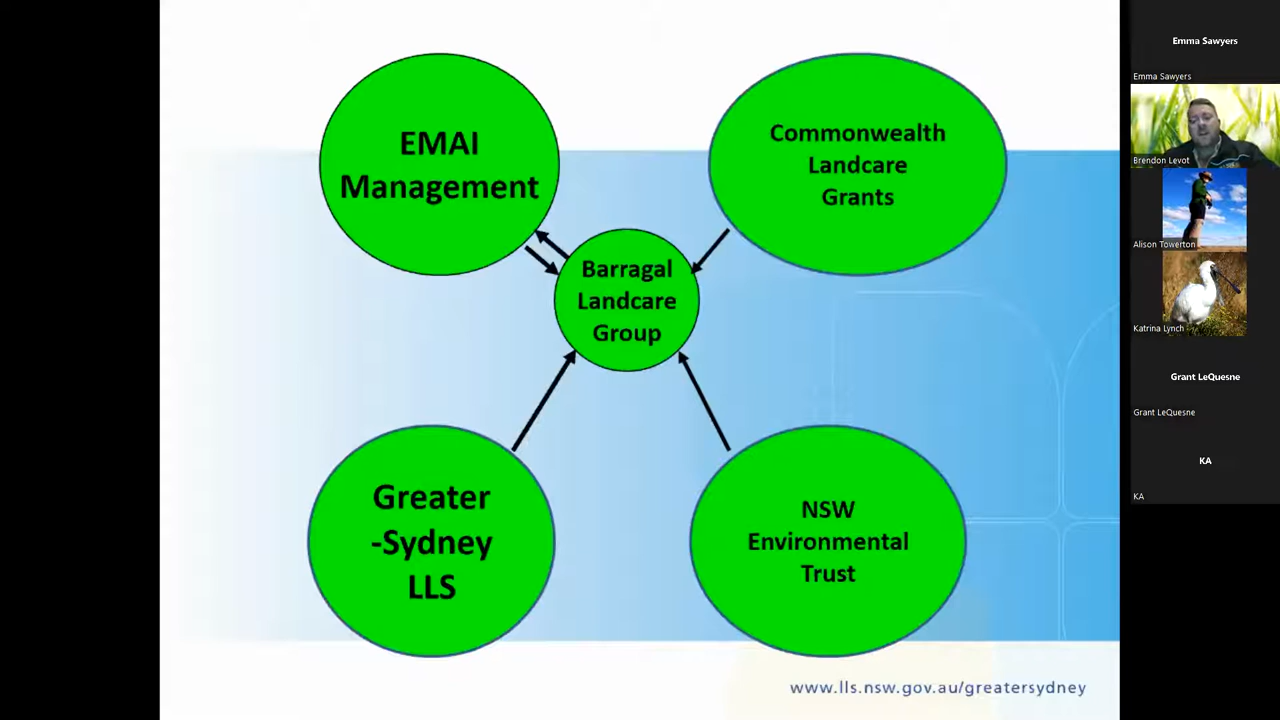 EMAI
Management
Commonwealth
Landcare
Grants
Barragal
Landcare
Group
Greater
-Sydney
LLS
NSW
Environmental
Trust
www.lls.nsw.gov.au/greatersydney
Emma Sawyers
Emma Sawyers
Brendon Levot
Alison Towerton
Katrina Lynch
Grant LeQuesne
Grant LeQuesne
KA
KA